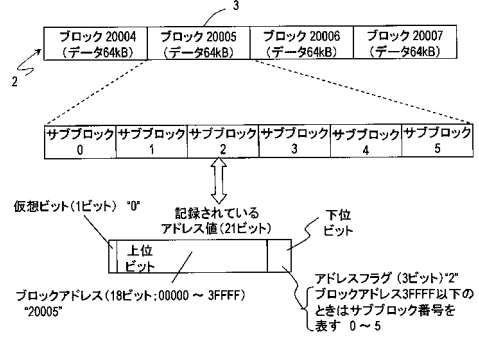 3
ブロック 20004 ブロック 20005 ブロック 20006 ブロック 20007
(データ64kB) (データ64kB) (データ64kB) (データ64kB)
2
サブブロック サブブロック サブブロック サブブロック サブブロック サブブロック
0 1 2 3 4 5
仮想ビット(1ビット) “0”
記録されている
アドレス値(21ビット)
下位
ビット
上位
ビット
ブロックアドレス(18ビット:00000 ～ 3FFFF)
“20005”
アドレスフラグ (3ビット)“2”
ブロックアドレス3FFFF以下の
ときはサブブロック番号を
表す 0～5